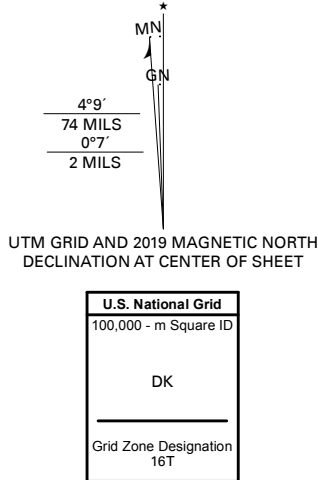 MN
GN
4°9´
74 MILS
0°7´
2 MILS
UTM GRID AND 2019 MAGNETIC NORTH
DECLINATION AT CENTER OF SHEET
U.S. National Grid
100,000 - m Square ID
DK
Grid Zone Designation
16T